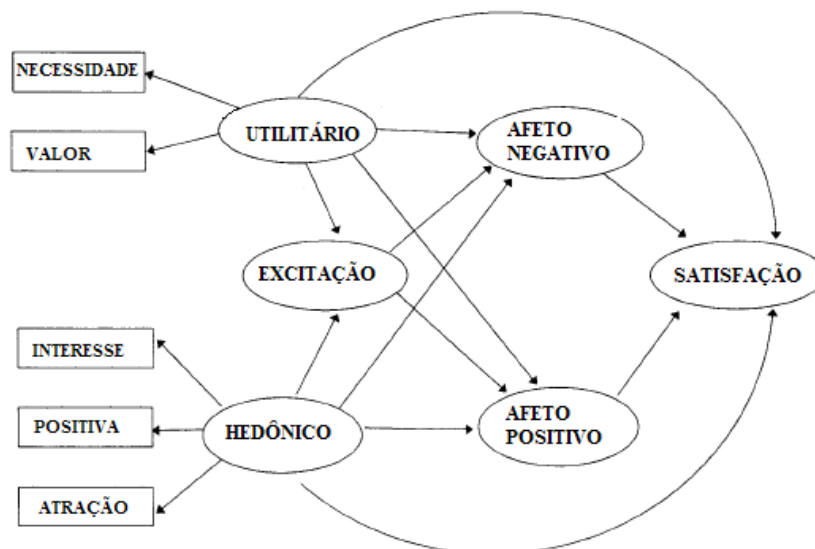 NECESSIDADE
VALOR
UTILITÁRIO
AFETO
NEGATIVO
EXCITAÇÃO
SATISFAÇÃO
INTERESSE
POSITIVA
ATRAÇÃO
HEDÔNICO
AFETO
POSITIVO